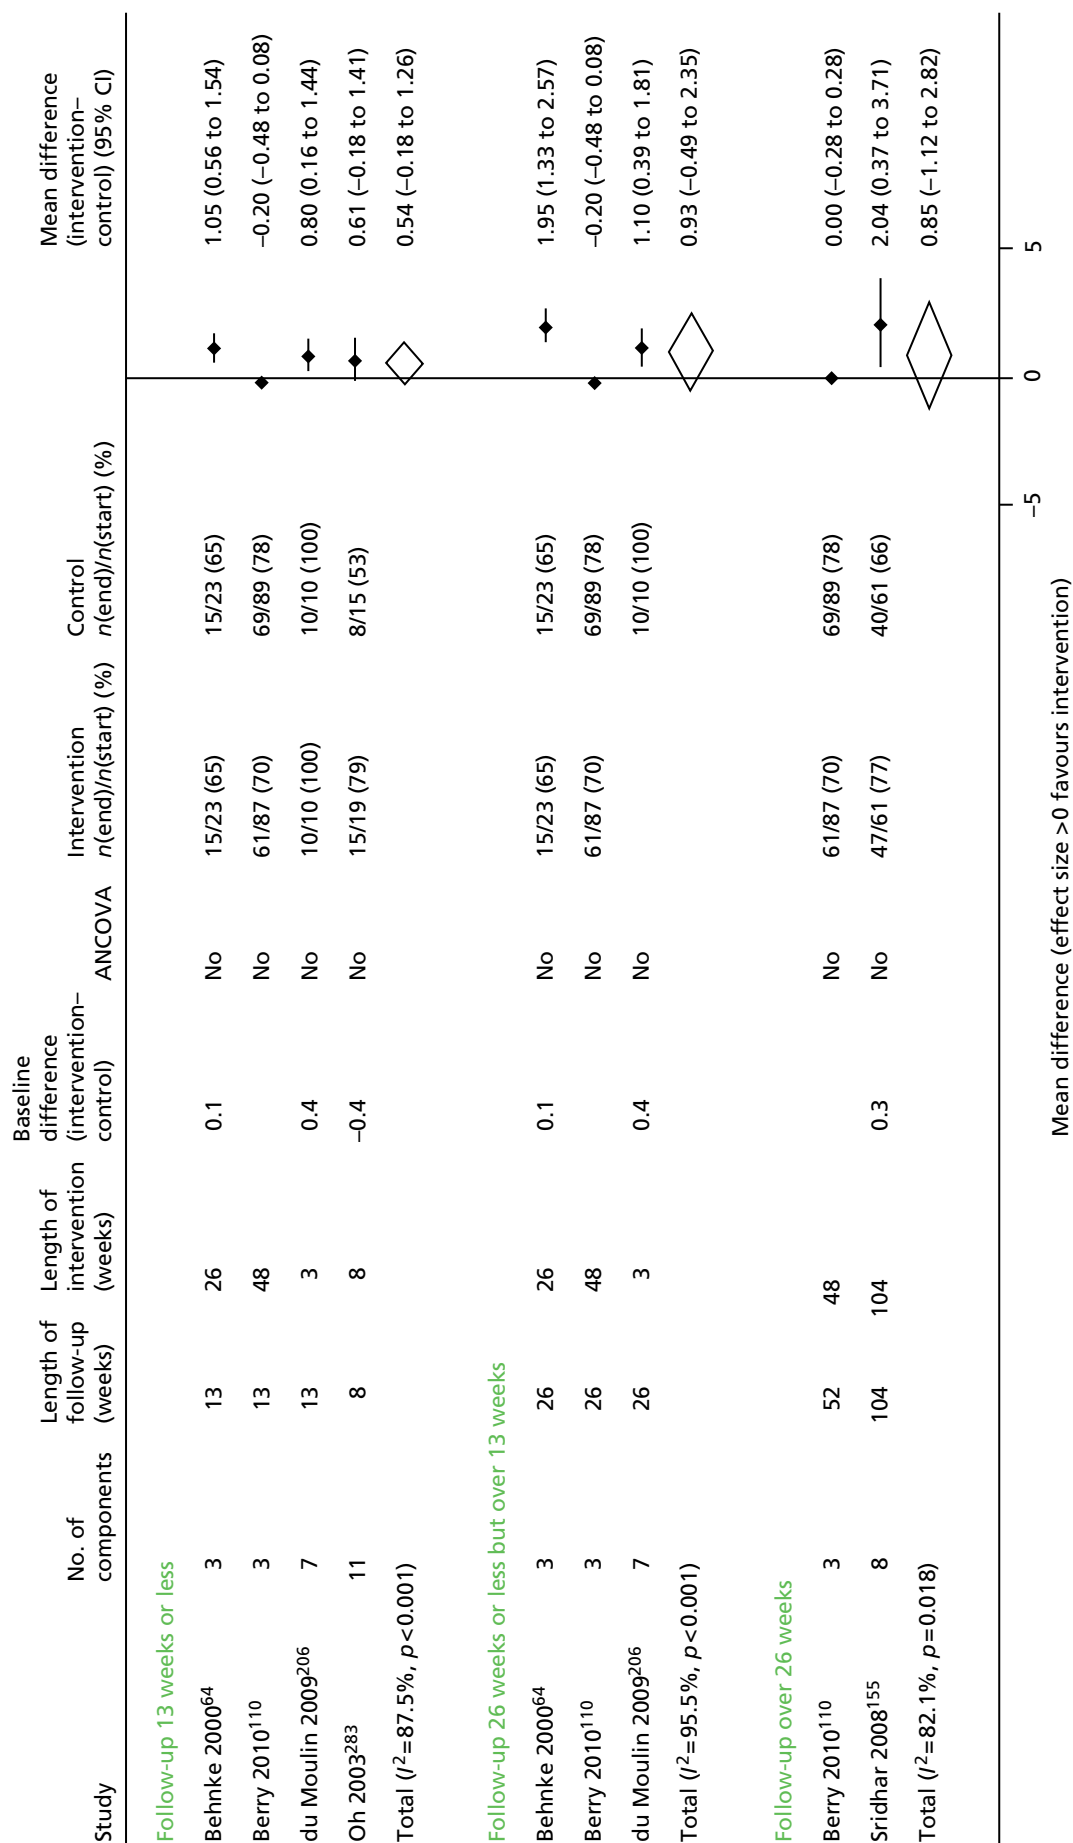 Study No. of components Length of follow-up (weeks) Length of intervention (weeks) Baseline difference (intervention–control) ANCOVA Intervention n(end)/n(start) (%) Control n(end)/n(start) (%) Mean difference (intervention–control) (95% CI)
Follow-up 13 weeks or less
Behnke 2000⁶⁴ 3 13 26 0.1 No 15/23 (65) 15/23 (65) 1.05 (0.56 to 1.54)
Berry 2010¹¹⁰ 3 13 48 No 61/87 (70) 69/89 (78) –0.20 (–0.48 to 0.08)
du Moulin 2009²⁰⁶ 7 13 3 0.4 No 10/10 (100) 10/10 (100) 0.80 (0.16 to 1.44)
Oh 2003²⁸³ 11 8 8 –0.4 No 15/19 (79) 8/15 (53) 0.61 (–0.18 to 1.41)
Total (I²=87.5%, p<0.001) 0.54 (–0.18 to 1.26)
Follow-up 26 weeks or less but over 13 weeks
Behnke 2000⁶⁴ 3 26 26 0.1 No 15/23 (65) 15/23 (65) 1.95 (1.33 to 2.57)
Berry 2010¹¹⁰ 3 26 48 No 61/87 (70) 69/89 (78) –0.20 (–0.48 to 0.08)
du Moulin 2009²⁰⁶ 7 26 3 0.4 No 10/10 (100) 1.10 (0.39 to 1.81)
Total (I²=95.5%, p<0.001) 0.93 (–0.49 to 2.35)
Follow-up over 26 weeks
Berry 2010¹¹⁰ 3 52 48 No 61/87 (70) 69/89 (78) 0.00 (–0.28 to 0.28)
Sridhar 2008¹⁵⁵ 8 104 104 0.3 No 47/61 (77) 40/61 (66) 2.04 (0.37 to 3.71)
Total (I²=82.1%, p=0.018) 0.85 (–1.12 to 2.82)
–5 0 5
Mean difference (effect size >0 favours intervention)